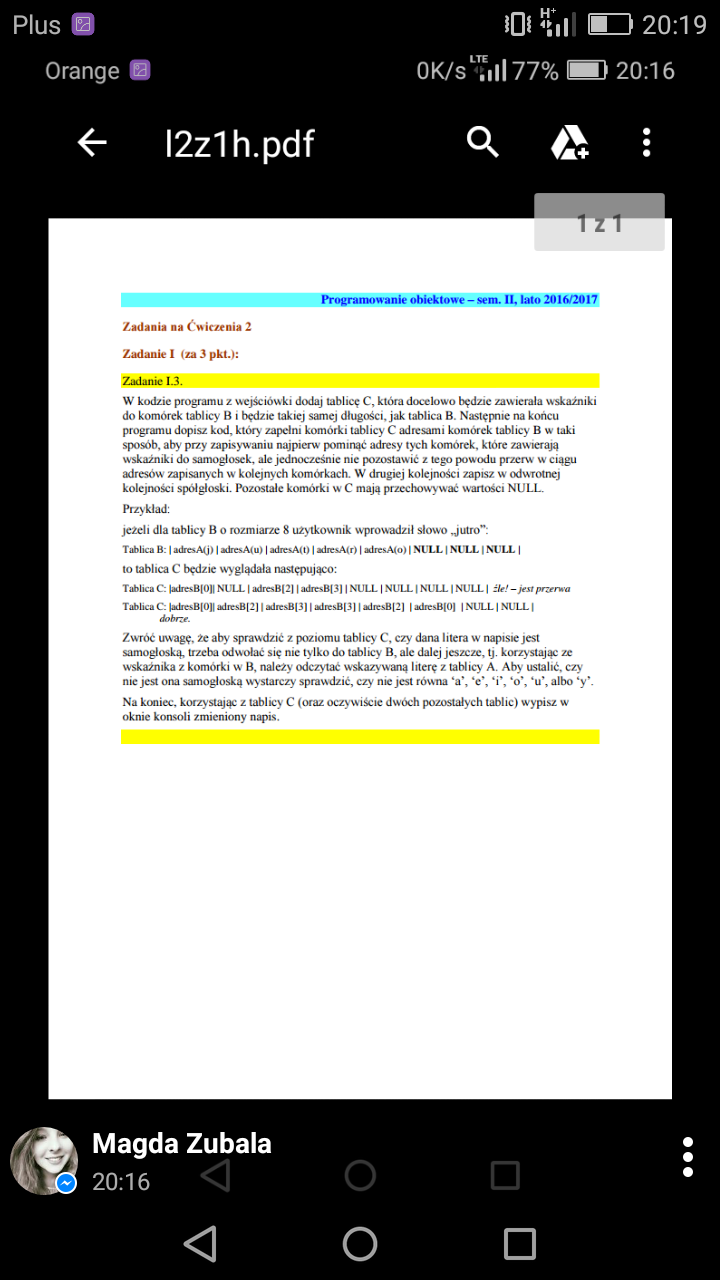 Plus H+ 20:19
Orange 0K/s LTE 77% 20:16
l2z1h.pdf
1 z 1
Programowanie obiektowe – sem. II, lato 2016/2017
Zadania na Ćwiczenia 2
Zadanie I (za 3 pkt.):
Zadanie I.3.
W kodzie programu z wejściówki dodaj tablicę C, która docelowo będzie zawierała wskaźniki
do komórek tablicy B i będzie takiej samej długości, jak tablica B. Następnie na końcu
programu dopisz kod, który zapełni komórki tablicy C adresami komórek tablicy B w taki
sposób, aby przy zapisywaniu najpierw pominąć adresy tych komórek, które zawierają
wskaźniki do samogłosek, ale jednocześnie nie pozostawić z tego powodu przerw w ciągu
adresów zapisanych w kolejnych komórkach. W drugiej kolejności zapisz w odwrotnej
kolejności spółgłoski. Pozostałe komórki w C mają przechowywać wartości NULL.
Przykład:
jeżeli dla tablicy B o rozmiarze 8 użytkownik wprowadził słowo „jutro”:
Tablica B: | adresA(j) | adresA(u) | adresA(t) | adresA(r) | adresA(o) | NULL | NULL | NULL |
to tablica C będzie wyglądała następująco:
Tablica C: |adresB[0]| NULL | adresB[2] | adresB[3] | NULL | NULL | NULL | NULL | źle! – jest przerwa
Tablica C: |adresB[0]| adresB[2] | adresB[3] | adresB[3] | adresB[2] | adresB[0] | NULL | NULL |
dobrze.
Zwróć uwagę, że aby sprawdzić z poziomu tablicy C, czy dana litera w napisie jest
samogłoską, trzeba odwołać się nie tylko do tablicy B, ale dalej jeszcze, tj. korzystając ze
wskaźnika z komórki w B, należy odczytać wskazywaną literę z tablicy A. Aby ustalić, czy
nie jest ona samogłoską wystarczy sprawdzić, czy nie jest równa ‘a’, ‘e’, ‘i’, ‘o’, ‘u’, albo ‘y’.
Na koniec, korzystając z tablicy C (oraz oczywiście dwóch pozostałych tablic) wypisz w
oknie konsoli zmieniony napis.
Magda Zubala
20:16